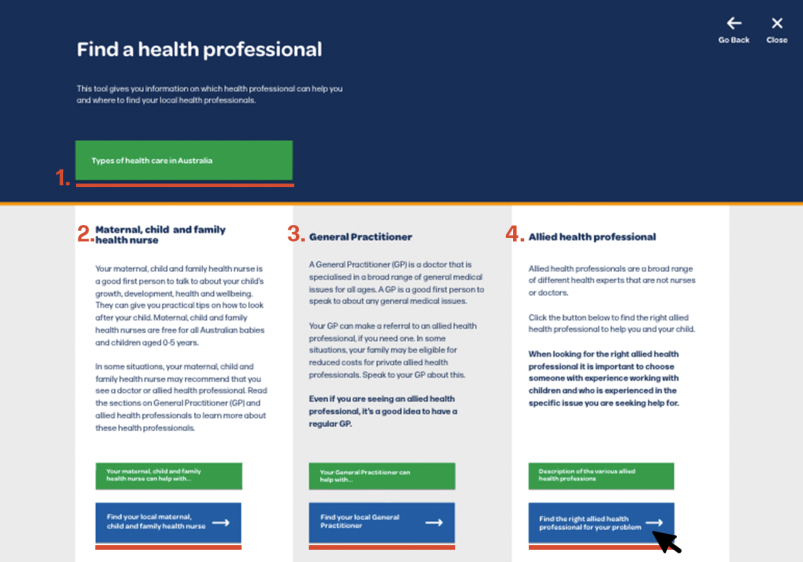 Go Back
Close
Find a health professional
This tool gives you information on which health professional can help you
and where to find your local health professionals.
Types of health care in Australia
1.
2.
Maternal, child and family
health nurse
Your maternal, child and family health nurse is
a good first person to talk to about your child's
growth, development, health and wellbeing.
They can give you practical tips on how to look
after your child. Maternal, child and family
health nurses are free for all Australian babies
and children aged 0-5 years.
In some situations, your maternal, child and
family health nurse may recommend that you
see a doctor or allied health professional. Read
the sections on General Practitioner (GP) and
allied health professionals to learn more about
these health professionals.
Your maternal, child and family
health nurse can help with...
Find your local maternal,
child and family health nurse
3.
General Practitioner
A General Practitioner (GP) is a doctor that is
specialised in a broad range of general medical
issues for all ages. A GP is a good first person to
speak to about any general medical issues.
Your GP can make a referral to an allied health
professional, if you need one. In some
situations, your family may be eligible for
reduced costs for private allied health
professionals. Speak to your GP about this.
Even if you are seeing an allied health
professional, it's a good idea to have a
regular GP.
Your General Practitioner can
help with...
Find your local General
Practitioner
4.
Allied health professional
Allied health professionals are a broad range
of different health experts that are not nurses
or doctors.
Click the button below to find the right allied
health professional to help you and your child.
When looking for the right allied health
professional it is important to choose
someone with experience working with
children and who is experienced in the
specific issue you are seeking help for.
Description of the various allied
health professions
Find the right allied health
professional for your problem